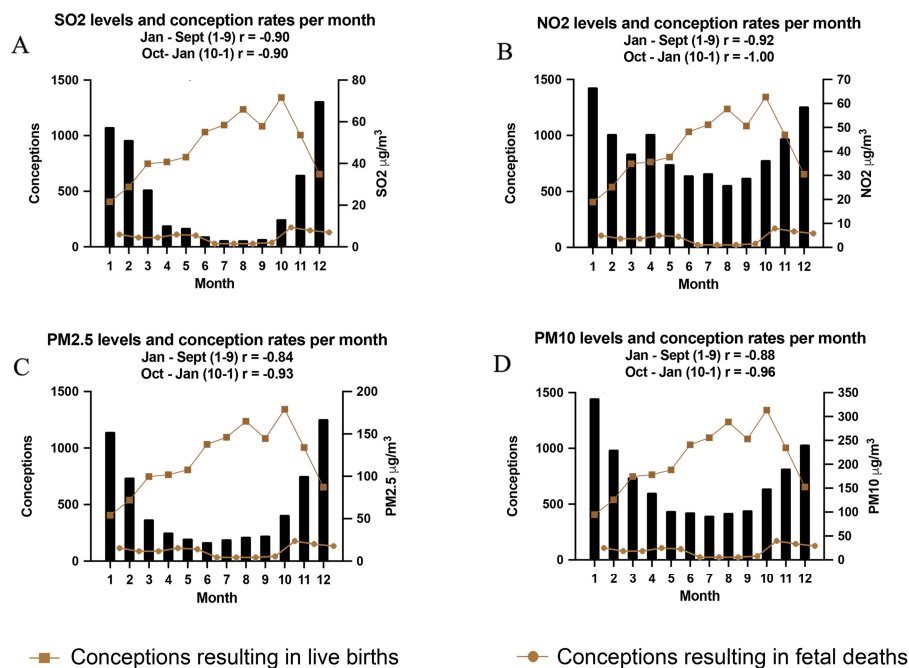 A
SO2 levels and conception rates per month
Jan - Sept (1-9) r = -0.90
Oct- Jan (10-1) r = -0.90
1500
1000
500
0
Conceptions
80
60
40
20
0
SO2 µg/m³
1 2 3 4 5 6 7 8 9 10 11 12
Month
B
NO2 levels and conception rates per month
Jan - Sept (1-9) r = -0.92
Oct - Jan (10-1) r = -1.00
1500
1000
500
0
Conceptions
70
60
50
40
30
20
10
0
NO2 µg/m³
1 2 3 4 5 6 7 8 9 10 11 12
Month
C
PM2.5 levels and conception rates per month
Jan - Sept (1-9) r = -0.84
Oct - Jan (10-1) r = -0.93
1500
1000
500
0
Conceptions
200
150
100
50
0
PM2.5 µg/m³
1 2 3 4 5 6 7 8 9 10 11 12
Month
D
PM10 levels and conception rates per month
Jan - Sept (1-9) r = -0.88
Oct - Jan (10-1) r = -0.96
1500
1000
500
0
Conceptions
350
300
250
200
150
100
50
0
PM10 µg/m³
1 2 3 4 5 6 7 8 9 10 11 12
Month
Conceptions resulting in live births
Conceptions resulting in fetal deaths